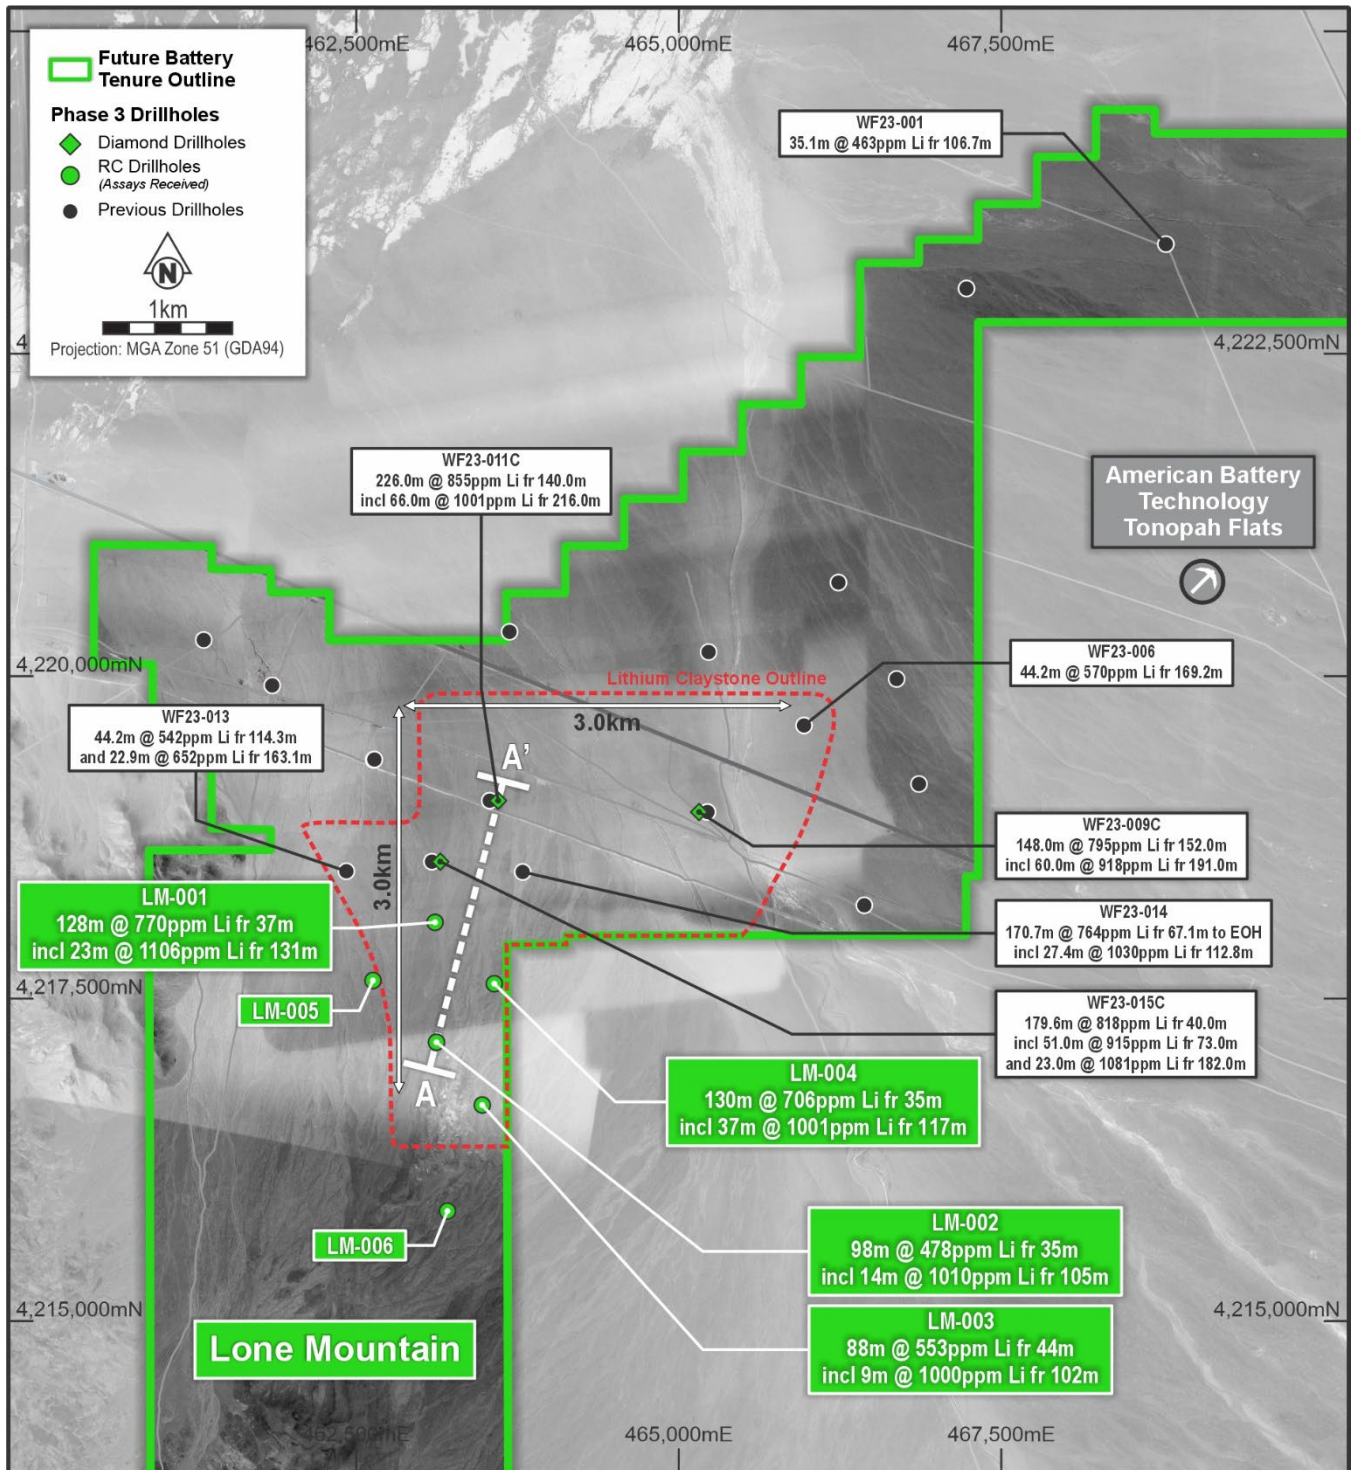 462,500mE
465,000mE
467,500mE
Future Battery
Tenure Outline
Phase 3 Drillholes
Diamond Drillholes
RC Drillholes
(Assays Received)
Previous Drillholes
N
1km
Projection: MGA Zone 51 (GDA94)
WF23-001
35.1m @ 463ppm Li fr 106.7m
4,222,500mN
WF23-011C
226.0m @ 855ppm Li fr 140.0m
incl 66.0m @ 1001ppm Li fr 216.0m
American Battery
Technology
Tonopah Flats
4,220,000mN
WF23-006
44.2m @ 570ppm Li fr 169.2m
Lithium Claystone Outline
3.0km
WF23-013
44.2m @ 542ppm Li fr 114.3m
and 22.9m @ 652ppm Li fr 163.1m
A'
3.0km
WF23-009C
148.0m @ 795ppm Li fr 152.0m
incl 60.0m @ 918ppm Li fr 191.0m
LM-001
128m @ 770ppm Li fr 37m
incl 23m @ 1106ppm Li fr 131m
WF23-014
170.7m @ 764ppm Li fr 67.1m to EOH
incl 27.4m @ 1030ppm Li fr 112.8m
4,217,500mN
LM-005
WF23-015C
179.6m @ 818ppm Li fr 40.0m
incl 51.0m @ 915ppm Li fr 73.0m
and 23.0m @ 1081ppm Li fr 182.0m
A
LM-004
130m @ 706ppm Li fr 35m
incl 37m @ 1001ppm Li fr 117m
LM-006
LM-002
98m @ 478ppm Li fr 35m
incl 14m @ 1010ppm Li fr 105m
4,215,000mN
4,215,000mN
LM-003
88m @ 553ppm Li fr 44m
incl 9m @ 1000ppm Li fr 102m
Lone Mountain
462,500mE
465,000mE
467,500mE